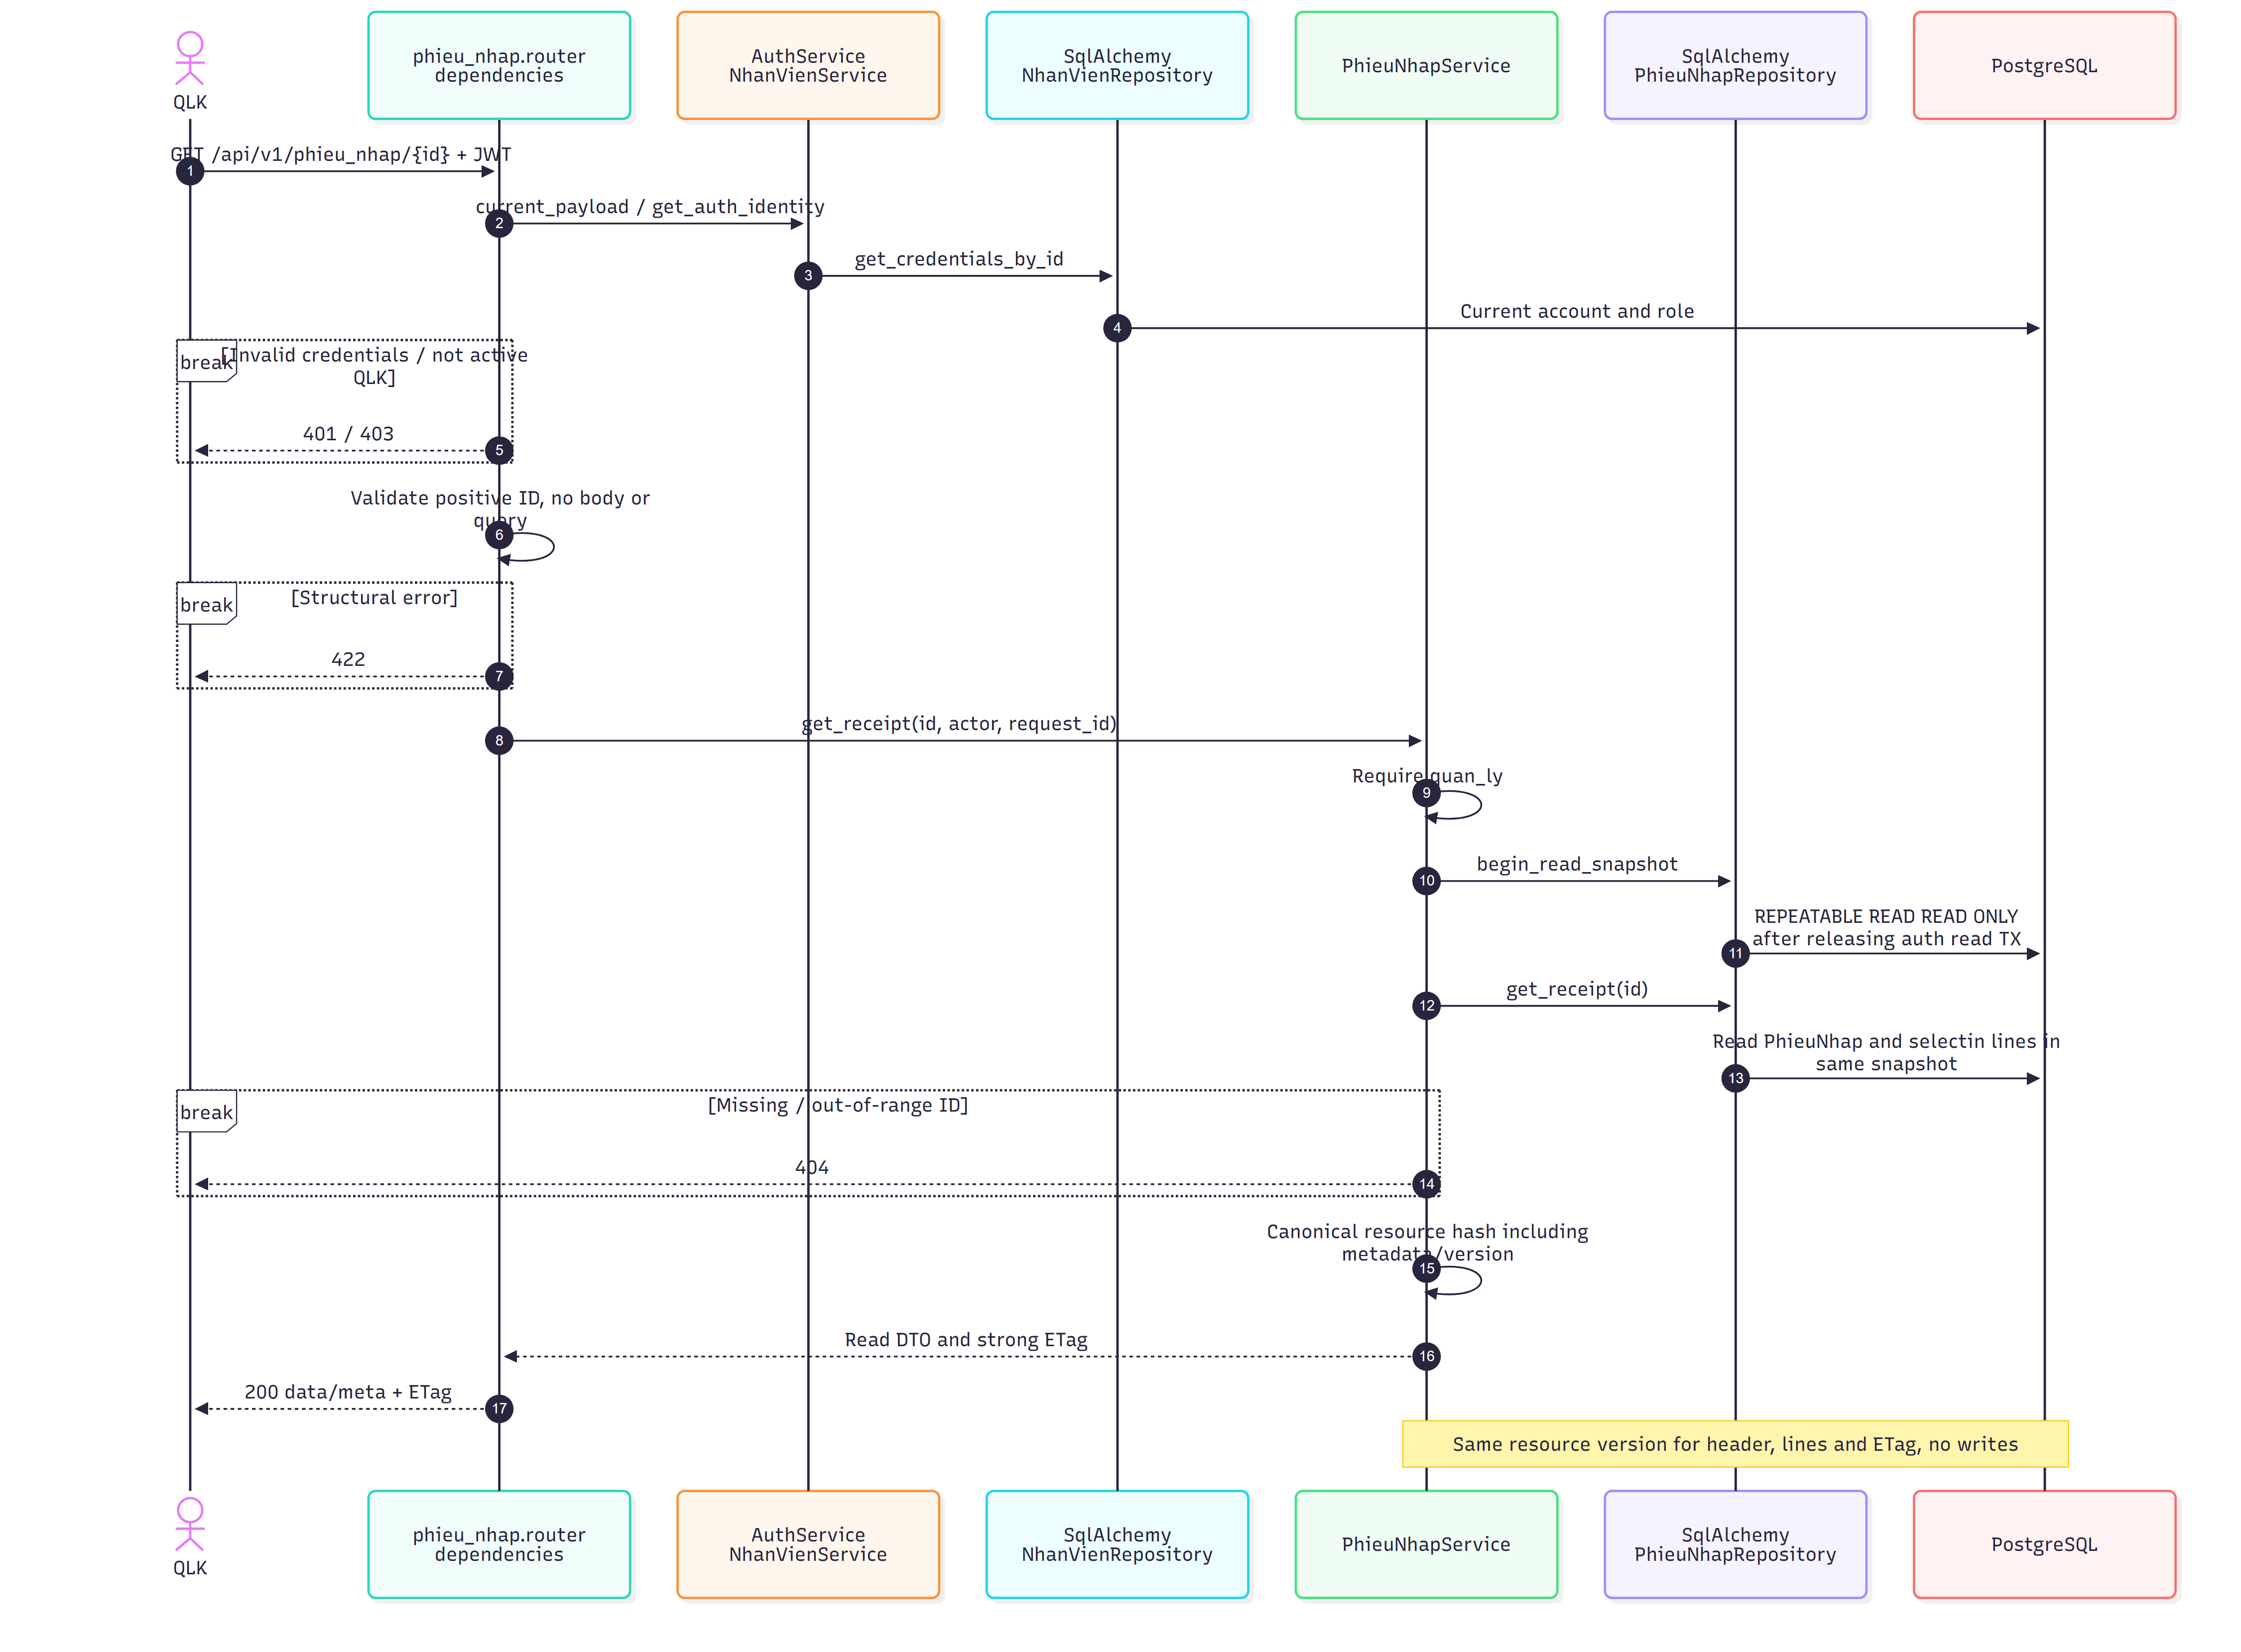 QLK
phieu_nhap.router
dependencies
AuthService
NhanVienService
SqlAlchemy
NhanVienRepository
PhieuNhapService
SqlAlchemy
PhieuNhapRepository
PostgreSQL
GET /api/v1/phieu_nhap/{id} + JWT
1
current_payload / get_auth_identity
2
get_credentials_by_id
3
Current account and role
4
break
[Invalid credentials / not active
QLK]
401 / 403
5
Validate positive ID, no body or
query
6
break
[Structural error]
422
7
get_receipt(id, actor, request_id)
8
Require quan_ly
9
begin_read_snapshot
10
REPEATABLE READ READ ONLY
after releasing auth read TX
11
get_receipt(id)
12
Read PhieuNhap and selectin lines in
same snapshot
13
break
[Missing / out-of-range ID]
404
14
Canonical resource hash including
metadata/version
15
Read DTO and strong ETag
16
200 data/meta + ETag
17
Same resource version for header, lines and ETag, no writes
QLK
phieu_nhap.router
dependencies
AuthService
NhanVienService
SqlAlchemy
NhanVienRepository
PhieuNhapService
SqlAlchemy
PhieuNhapRepository
PostgreSQL